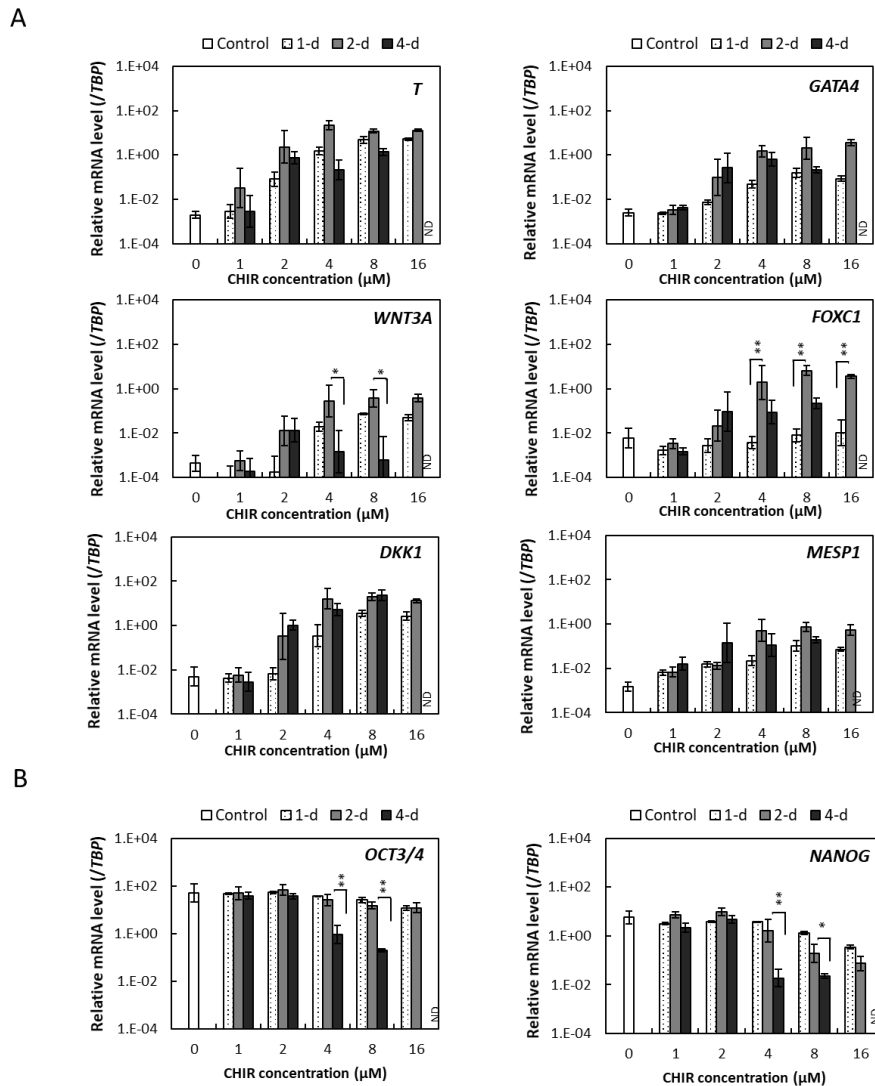 A
Control 1-d 2-d 4-d
Relative mRNA level (/TBP)
1.E+04
1.E+02
1.E+00
1.E-02
1.E-04
T
ND
0 1 2 4 8 16
CHIR concentration (µM)
Control 1-d 2-d 4-d
Relative mRNA level (/TBP)
1.E+04
1.E+02
1.E+00
1.E-02
1.E-04
GATA4
ND
0 1 2 4 8 16
CHIR concentration (µM)
Relative mRNA level (/TBP)
1.E+04
1.E+02
1.E+00
1.E-02
1.E-04
WNT3A
* *
ND
0 1 2 4 8 16
CHIR concentration (µM)
Relative mRNA level (/TBP)
1.E+04
1.E+02
1.E+00
1.E-02
1.E-04
FOXC1
** ** **
ND
0 1 2 4 8 16
CHIR concentration (µM)
Relative mRNA level (/TBP)
1.E+04
1.E+02
1.E+00
1.E-02
1.E-04
DKK1
ND
0 1 2 4 8 16
CHIR concentration (µM)
Relative mRNA level (/TBP)
1.E+04
1.E+02
1.E+00
1.E-02
1.E-04
MESP1
ND
0 1 2 4 8 16
CHIR concentration (µM)
B
Control 1-d 2-d 4-d
Relative mRNA level (/TBP)
1.E+04
1.E+02
1.E+00
1.E-02
1.E-04
OCT3/4
** **
ND
0 1 2 4 8 16
CHIR concentration (µM)
Control 1-d 2-d 4-d
Relative mRNA level (/TBP)
1.E+04
1.E+02
1.E+00
1.E-02
1.E-04
NANOG
** *
ND
0 1 2 4 8 16
CHIR concentration (µM)